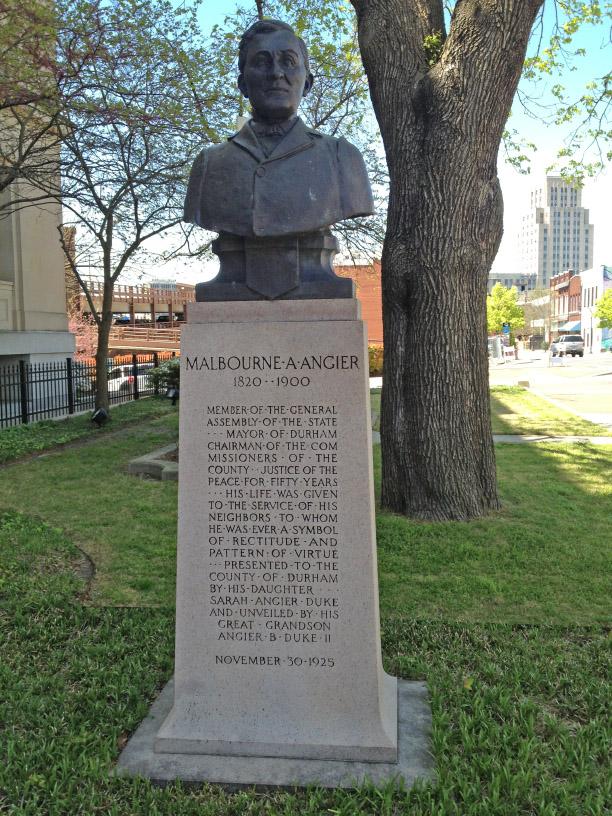 MALBOURNE·A·ANGIER
1820··1900
MEMBER·OF·THE·GENERAL
ASSEMBLY·OF·THE·STATE
···MAYOR·OF·DURHAM
CHAIRMAN·OF·THE·COM
MISSIONERS·OF·THE
COUNTY··JUSTICE·OF·THE
PEACE·FOR·FIFTY·YEARS
···HIS·LIFE·WAS·GIVEN
TO·THE·SERVICE·OF·HIS
NEIGHBORS·TO·WHOM
HE·WAS·EVER·A·SYMBOL
OF·RECTITUDE·AND
PATTERN·OF·VIRTUE
···PRESENTED·TO·THE
COUNTY·OF·DURHAM
BY·HIS·DAUGHTER···
SARAH·ANGIER·DUKE
AND·UNVEILED·BY·HIS
GREAT·GRANDSON
ANGIER·B·DUKE·II
NOVEMBER·30·1925